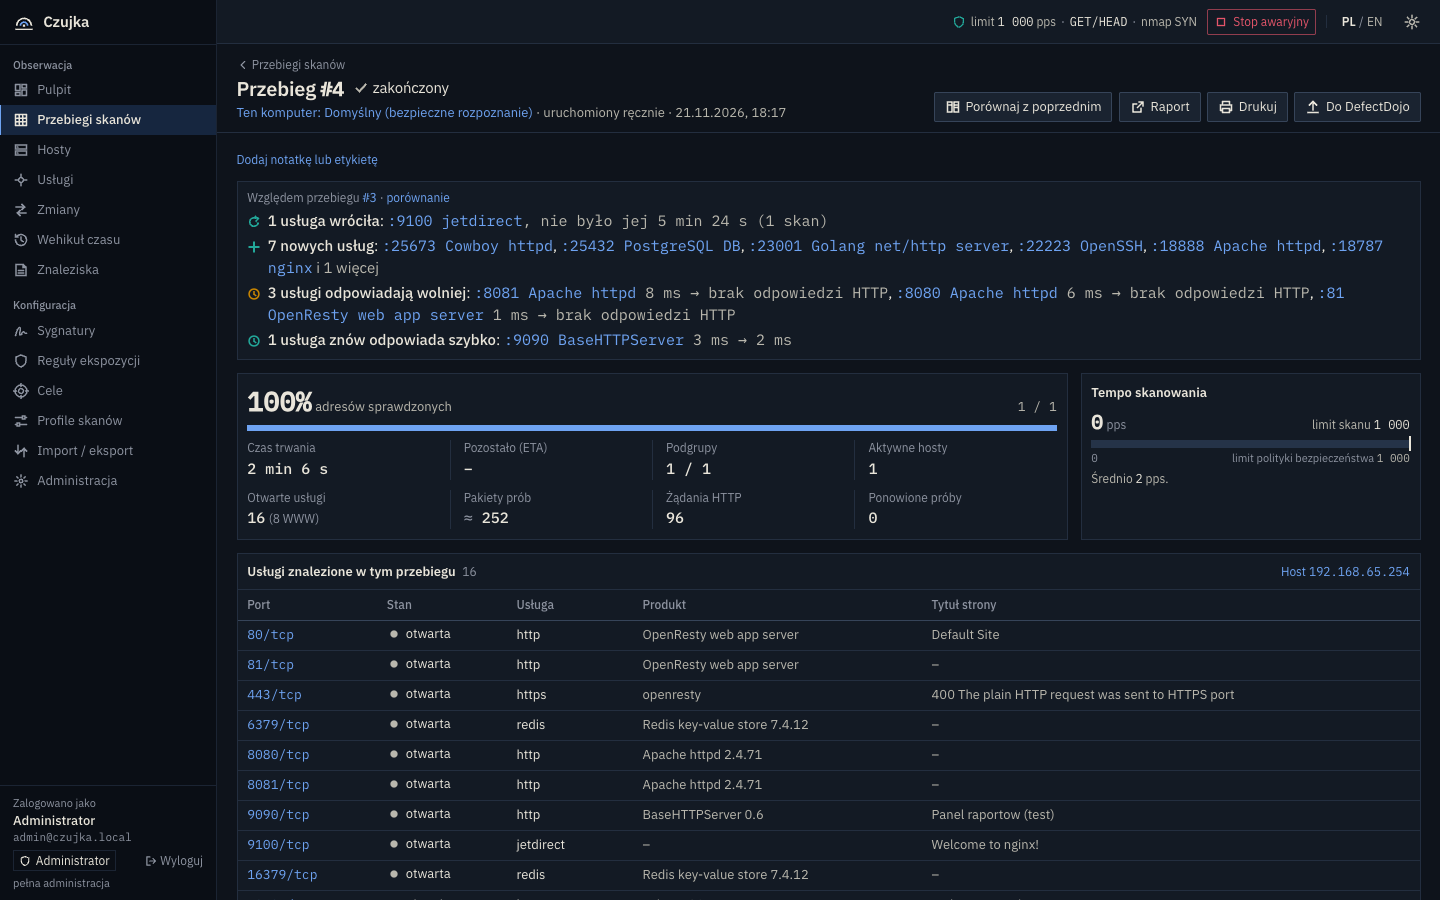 Czujka
limit 1 000 pps · GET/HEAD · nmap SYN
Stop awaryjny
PL / EN
Obserwacja
Pulpit
Przebiegi skanów
Hosty
Usługi
Zmiany
Wehikuł czasu
Znaleziska
Konfiguracja
Sygnatury
Reguły ekspozycji
Cele
Profile skanów
Import / eksport
Administracja
Zalogowano jako
Administrator
admin@czujka.local
Administrator
Wyloguj
pełna administracja
Przebiegi skanów
Przebieg #4 zakończony
Ten komputer: Domyślny (bezpieczne rozpoznanie) · uruchomiony ręcznie · 21.11.2026, 18:17
Porównaj z poprzednim
Raport
Drukuj
Do DefectDojo
Dodaj notatkę lub etykietę
Względem przebiegu #3 · porównanie
1 usługa wróciła: :9100 jetdirect, nie było jej 5 min 24 s (1 skan)
7 nowych usług: :25673 Cowboy httpd, :25432 PostgreSQL DB, :23001 Golang net/http server, :22223 OpenSSH, :18888 Apache httpd, :18787
nginx i 1 więcej
3 usługi odpowiadają wolniej: :8081 Apache httpd 8 ms → brak odpowiedzi HTTP, :8080 Apache httpd 6 ms → brak odpowiedzi HTTP, :81
OpenResty web app server 1 ms → brak odpowiedzi HTTP
1 usługa znów odpowiada szybko: :9090 BaseHTTPServer 3 ms → 2 ms
100% adresów sprawdzonych 1 / 1
Czas trwania
2 min 6 s
Pozostało (ETA)
–
Podgrupy
1 / 1
Aktywne hosty
1
Otwarte usługi
16 (8 WWW)
Pakiety prób
≈ 252
Żądania HTTP
96
Ponowione próby
0
Tempo skanowania
0 pps limit skanu 1 000
0 limit polityki bezpieczeństwa 1 000
Średnio 2 pps.
Usługi znalezione w tym przebiegu 16 Host 192.168.65.254
Port Stan Usługa Produkt Tytuł strony
80/tcp otwarta http OpenResty web app server Default Site
81/tcp otwarta http OpenResty web app server –
443/tcp otwarta https openresty 400 The plain HTTP request was sent to HTTPS port
6379/tcp otwarta redis Redis key-value store 7.4.12 –
8080/tcp otwarta http Apache httpd 2.4.71 –
8081/tcp otwarta http Apache httpd 2.4.71 –
9090/tcp otwarta http BaseHTTPServer 0.6 Panel raportow (test)
9100/tcp otwarta jetdirect – Welcome to nginx!
16379/tcp otwarta redis Redis key-value store 7.4.12 –